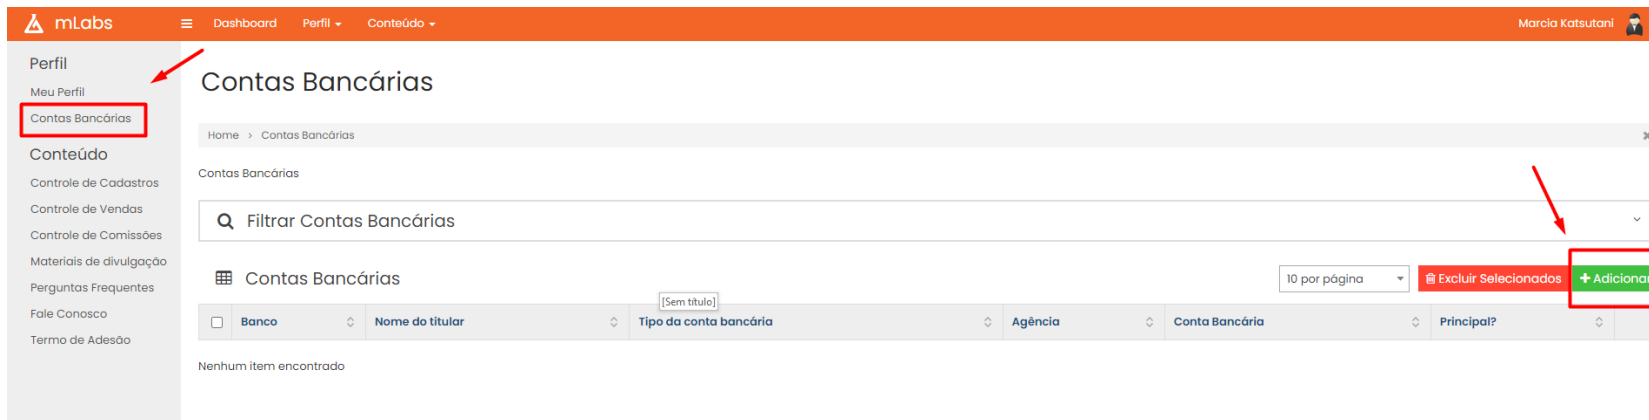 mLabs
Dashboard Perfil Conteúdo
Marcia Katsutani
Perfil
Meu Perfil
Contas Bancárias
Conteúdo
Controle de Cadastros
Controle de Vendas
Controle de Comissões
Materiais de divulgação
Perguntas Frequentes
Fale Conosco
Termo de Adesão
Contas Bancárias
Home > Contas Bancárias
Contas Bancárias
Filtrar Contas Bancárias
Contas Bancárias
10 por página
Excluir Selecionados
+ Adicionar
[Sem título]
Banco Nome do titular Tipo da conta bancária Agência Conta Bancária Principal?
Nenhum item encontrado